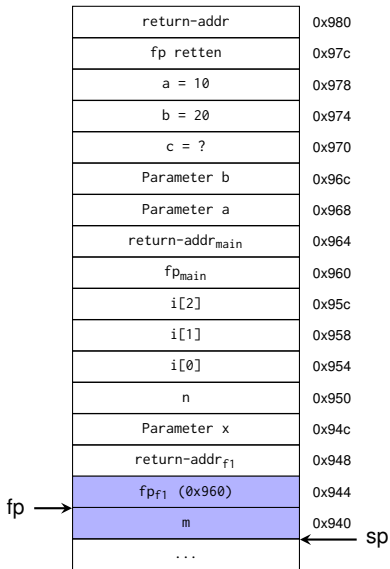 return-addr 0x980
fp retten 0x97c
a = 10 0x978
b = 20 0x974
c = ? 0x970
Parameter b 0x96c
Parameter a 0x968
return-addrmain 0x964
fpmain 0x960
i[2] 0x95c
i[1] 0x958
i[0] 0x954
n 0x950
Parameter x 0x94c
return-addrf1 0x948
fpf1 (0x960) 0x944
fp
m 0x940
sp
...